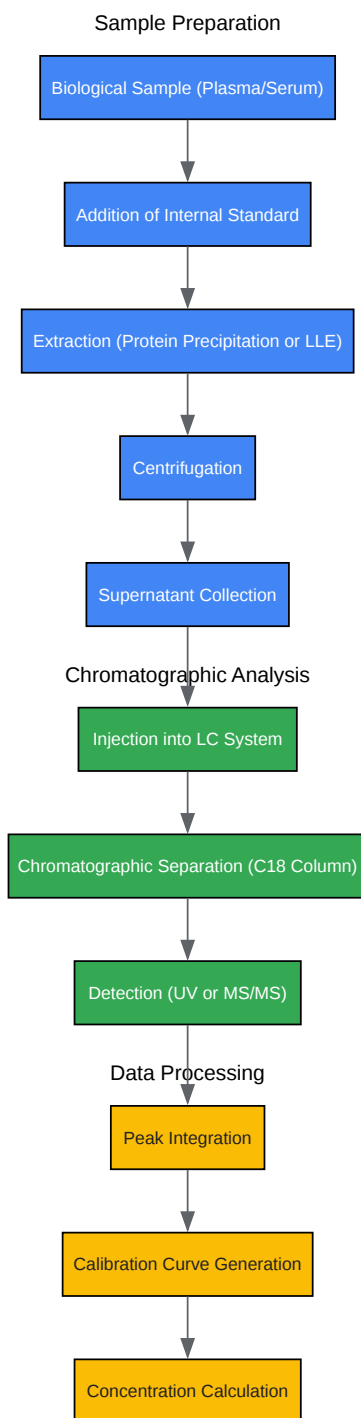 Sample Preparation
Biological Sample (Plasma/Serum)
Addition of Internal Standard
Extraction (Protein Precipitation or LLE)
Centrifugation
Supernatant Collection
Chromatographic Analysis
Injection into LC System
Chromatographic Separation (C18 Column)
Detection (UV or MS/MS)
Data Processing
Peak Integration
Calibration Curve Generation
Concentration Calculation